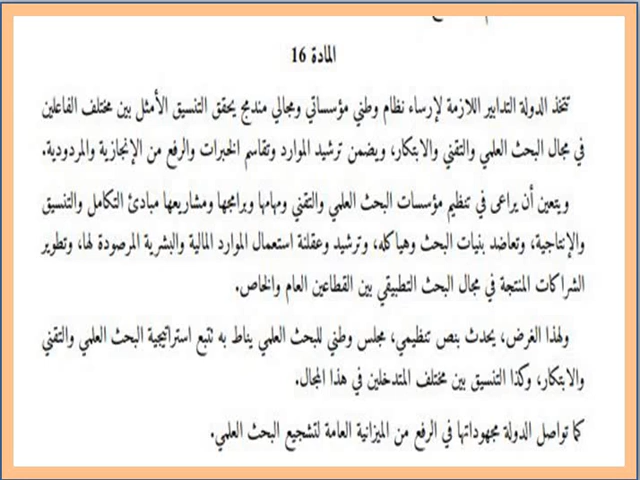 المادة 16
تتخذ الدولة التدابير اللازمة لإرساء نظام وطني مؤسساتي ومجالي مندمج يحقق التنسيق الأمثل بين مختلف الفاعلين
في مجال البحث العلمي والتقني والابتكار، ويضمن ترشيد الموارد وتقاسم الخبرات والرفع من الإنجازية والمردودية.
ويتعين أن يراعى في تنظيم مؤسسات البحث العلمي والتقني ومهامها وبرامجها ومشاريعها مبادئ التكامل والتنسيق
والإنتاجية، وتعاضد بنيات البحث وهياكله، وترشيد وعقلنة استعمال الموارد المالية والبشرية المرصودة لها، وتطوير
الشراكات المنتجة في مجال البحث التطبيقي بين القطاعين العام والخاص.
ولهذا الغرض، يحدث بنص تنظيمي، مجلس وطني للبحث العلمي يناط به تتبع استراتيجية البحث العلمي والتقني
والابتكار، وكذا التنسيق بين مختلف المتدخلين في هذا المجال.
كما تواصل الدولة مجهوداتها في الرفع من الميزانية العامة لتشجيع البحث العلمي.